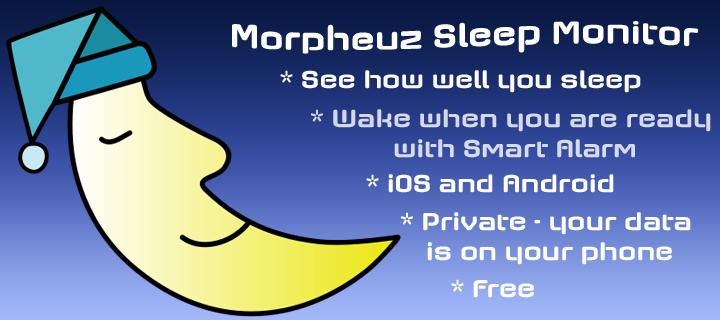 Morpheuz Sleep Monitor
* See how well you sleep
* Wake when you are ready
with Smart Alarm
* iOS and Android
* Private - your data
is on your phone
* Free